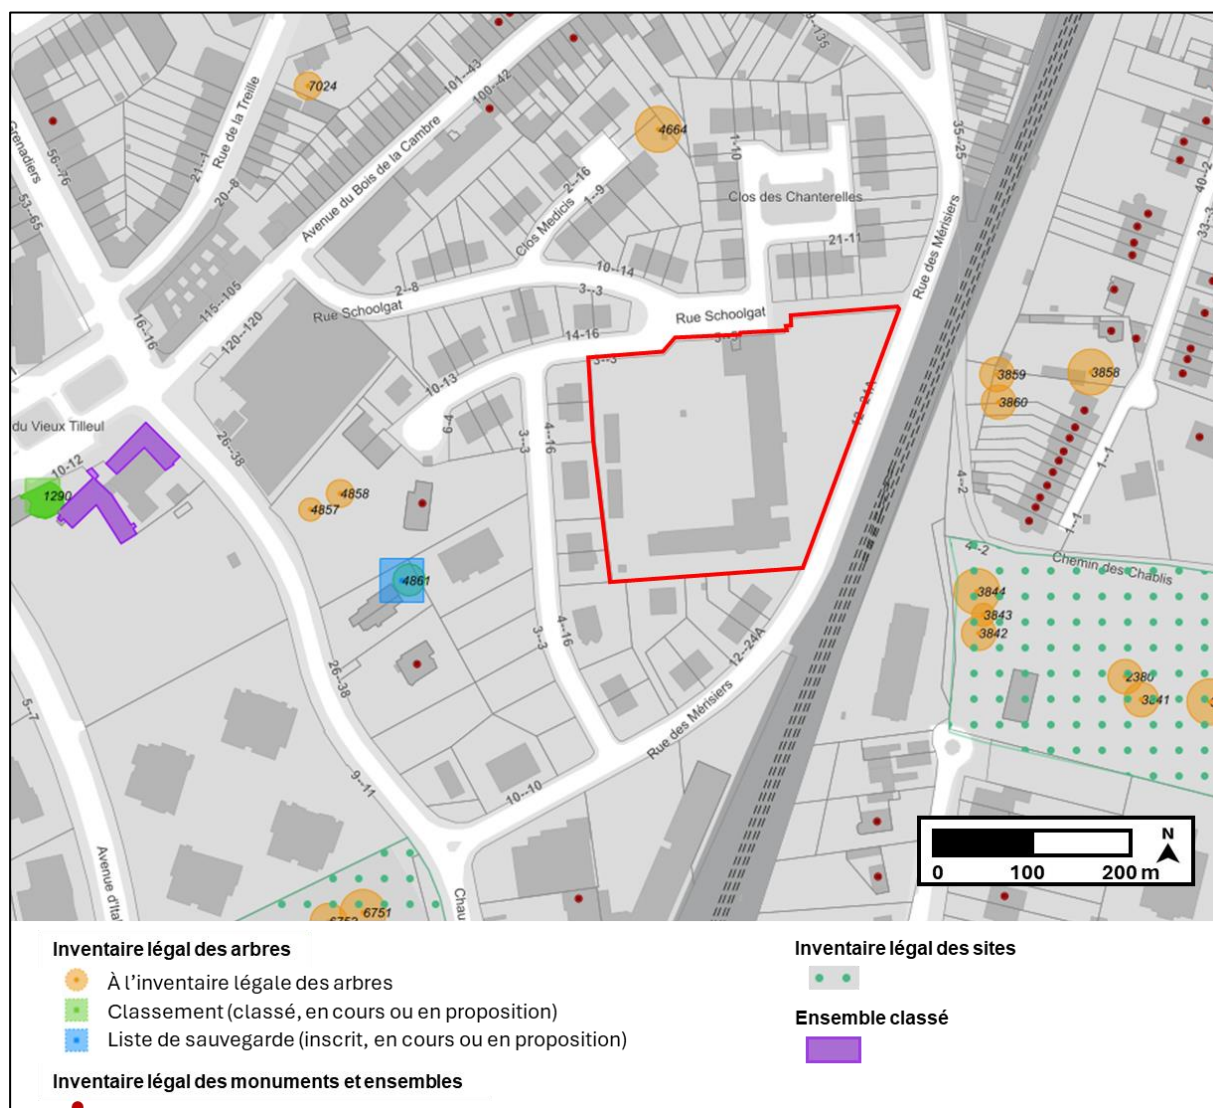 7024
4664
Rue de la Treille
Grenadiers
56--76
53--65
21--1
20--8
101--43
100--42
Avenue du Bois de la Cambre
2--16
1--9
Clos Medicis
1-10
Clos des Chanterelles
21-11
35--25
Rue des Mérisiers
40--2
33--3
10--14
2--8
3--3
Rue Schoolgat
Rue Schoolgat
115--105
16--16
120--120
14-16
3--3
10-13
12--24A
3859
3858
3860
du Vieux Tilleul
10-12
1290
26--38
6-4
3--3
4--16
4--2
1--1
1--1
4858
4857
4861
4--2
Chemin des Chablis
3844
3843
3842
2380
3841
3--3
4--16
12--24A
26--38
5--7
Rue des Mérisiers
9--11
10--10
Avenue d'Ital
Chau
6751
6752
N
0 100 200 m
Inventaire légal des arbres
À l’inventaire légale des arbres
Classement (classé, en cours ou en proposition)
Liste de sauvegarde (inscrit, en cours ou en proposition)
Inventaire légal des monuments et ensembles
Inventaire légal des sites
Ensemble classé